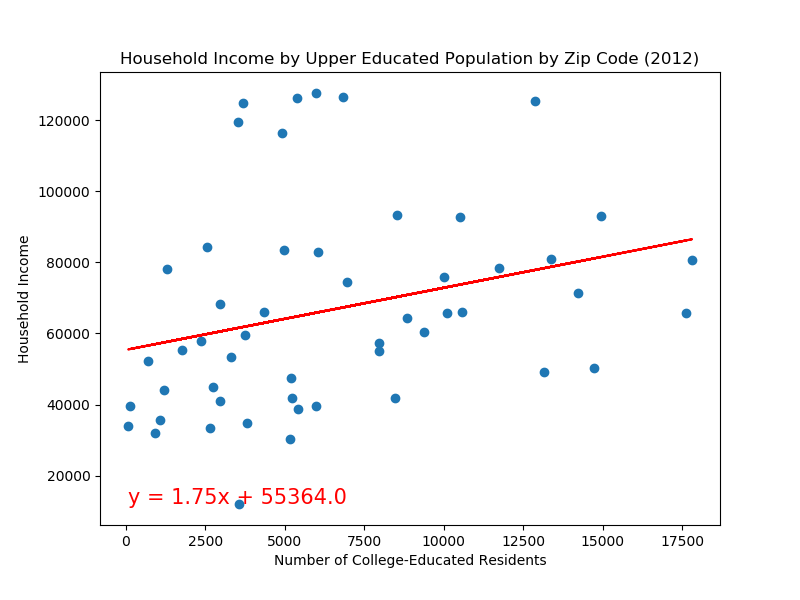 Household Income by Upper Educated Population by Zip Code (2012)
120000
100000
80000
60000
40000
20000
Household Income
y = 1.75x + 55364.0
0 2500 5000 7500 10000 12500 15000 17500
Number of College-Educated Residents